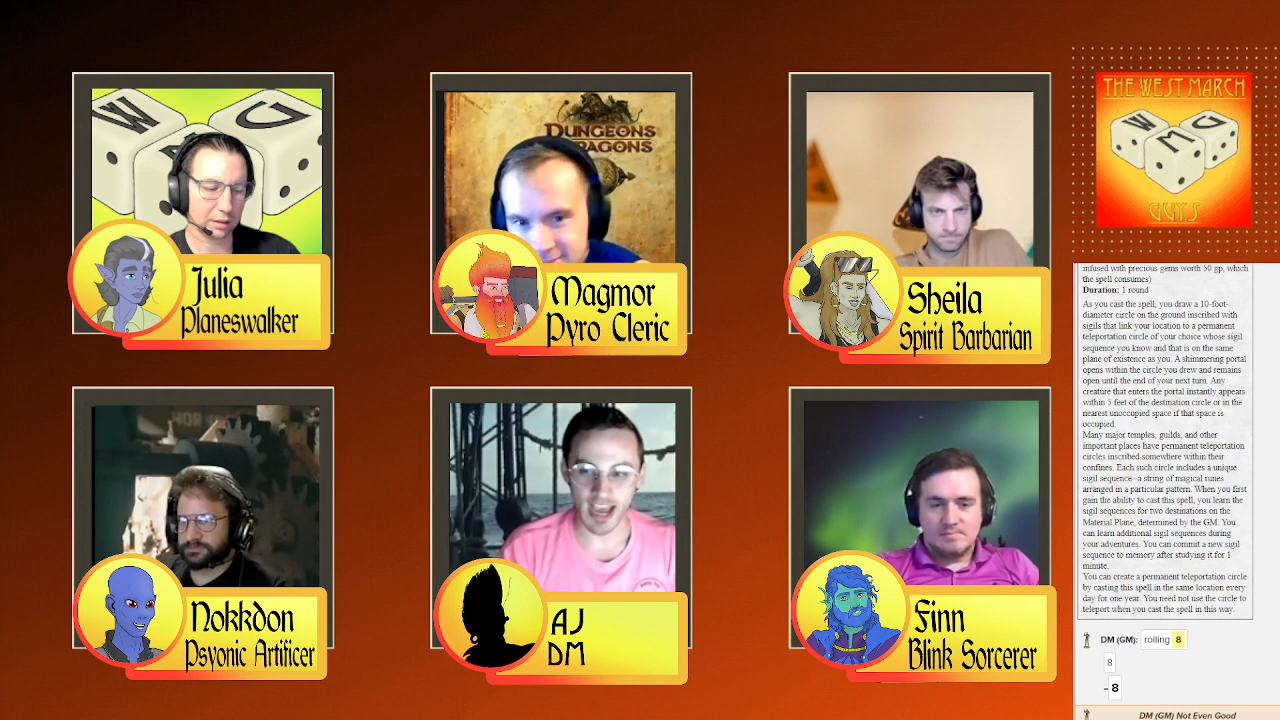 W
G
DUNGEONS
DRAGONS
Julia
Planeswalker
Magmor
Pyro Cleric
Sheila
Spirit Barbarian
Nokkdon
Psyonic Artificer
AJ
DM
Finn
Blink Sorcerer
THE WEST MARCH
W
M
G
GUYS
infused with precious gems worth 50 gp, which
the spell consumes)
Duration: 1 round
As you cast the spell, you draw a 10-foot-
diameter circle on the ground inscribed with
sigils that link your location to a permanent
teleportation circle of your choice whose sigil
sequence you know and that is on the same
plane of existence as you. A shimmering portal
opens within the circle you drew and remains
open until the end of your next turn. Any
creature that enters the portal instantly appears
within 5 feet of the destination circle or in the
nearest unoccupied space if that space is
occupied.
Many major temples, guilds, and other
important places have permanent teleportation
circles inscribed somewhere within their
confines. Each such circle includes a unique
sigil sequence–a string of magical runes
arranged in a particular pattern. When you first
gain the ability to cast this spell, you learn the
sigil sequences for two destinations on the
Material Plane, determined by the GM. You
can learn additional sigil sequences during
your adventures. You can commit a new sigil
sequence to memory after studying it for 1
minute.
You can create a permanent teleportation circle
by casting this spell in the same location every
day for one year. You need not use the circle to
teleport when you cast the spell in this way.
DM (GM): rolling 8
8
=8
DM (GM) Not Even Good